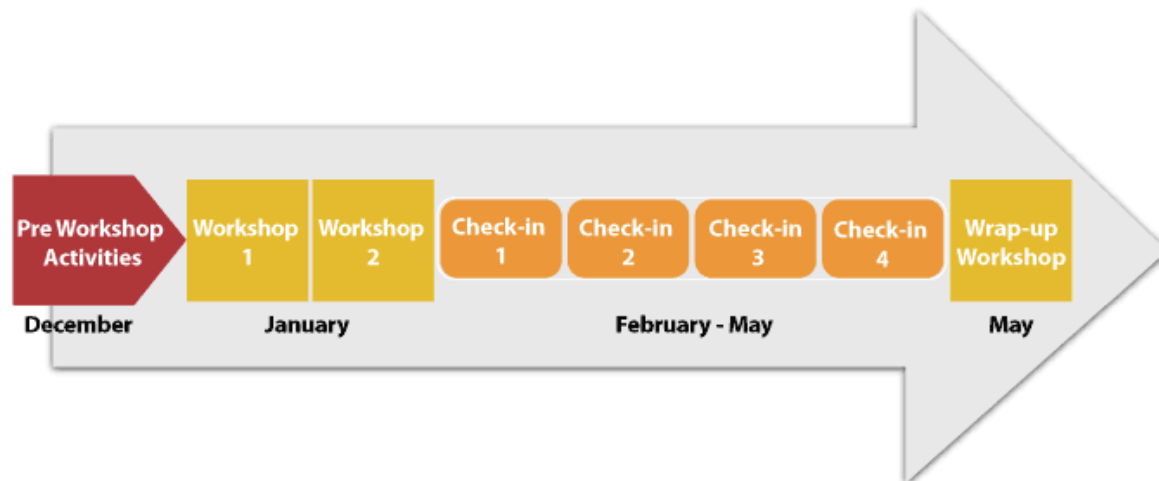 Pre Workshop
Activities
Workshop
1
Workshop
2
Check-in
1
Check-in
2
Check-in
3
Check-in
4
Wrap-up
Workshop
December
January
February - May
May